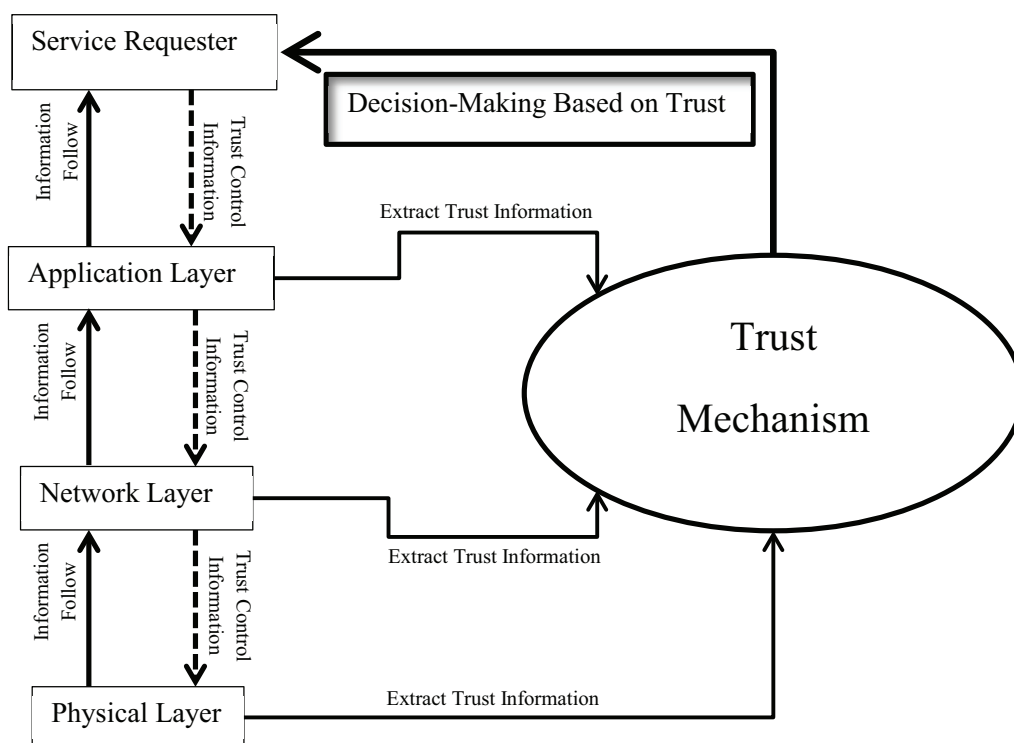 Service Requester
Decision-Making Based on Trust
Information
Follow
Trust Control
Information
Extract Trust Information
Application Layer
Trust
Mechanism
Information
Follow
Trust Control
Information
Network Layer
Extract Trust Information
Information
Follow
Trust Control
Information
Extract Trust Information
Physical Layer